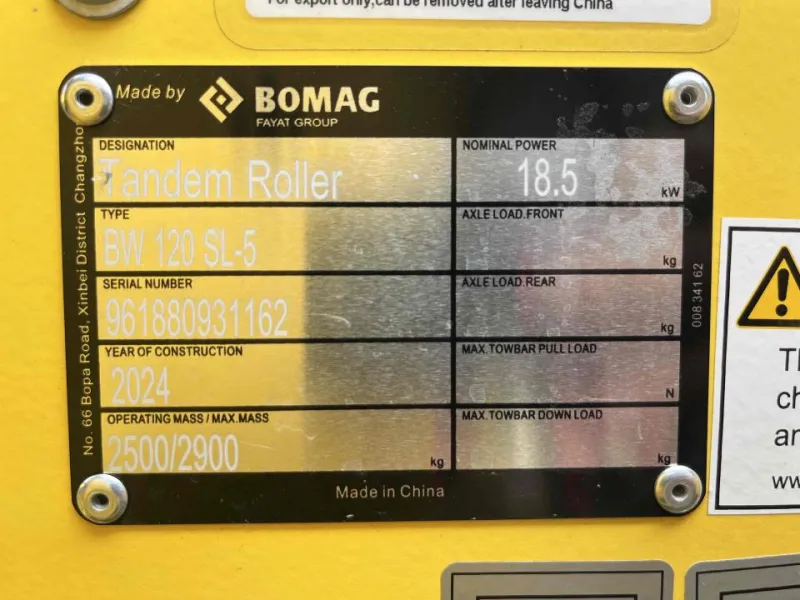 For export only,can be removed after leaving China
Made by BOMAG
FAYAT GROUP
DESIGNATION
Tandem Roller
NOMINAL POWER
18.5 kW
TYPE
BW 120 SL-5
AXLE LOAD.FRONT
kg
SERIAL NUMBER
961880931162
AXLE LOAD.REAR
kg
YEAR OF CONSTRUCTION
2024
MAX.TOWBAR PULL LOAD
N
OPERATING MASS / MAX.MASS
2500/2900 kg
MAX.TOWBAR DOWN LOAD
kg
Made in China
No. 66 Bopa Road, Xinbei District
008 341 62